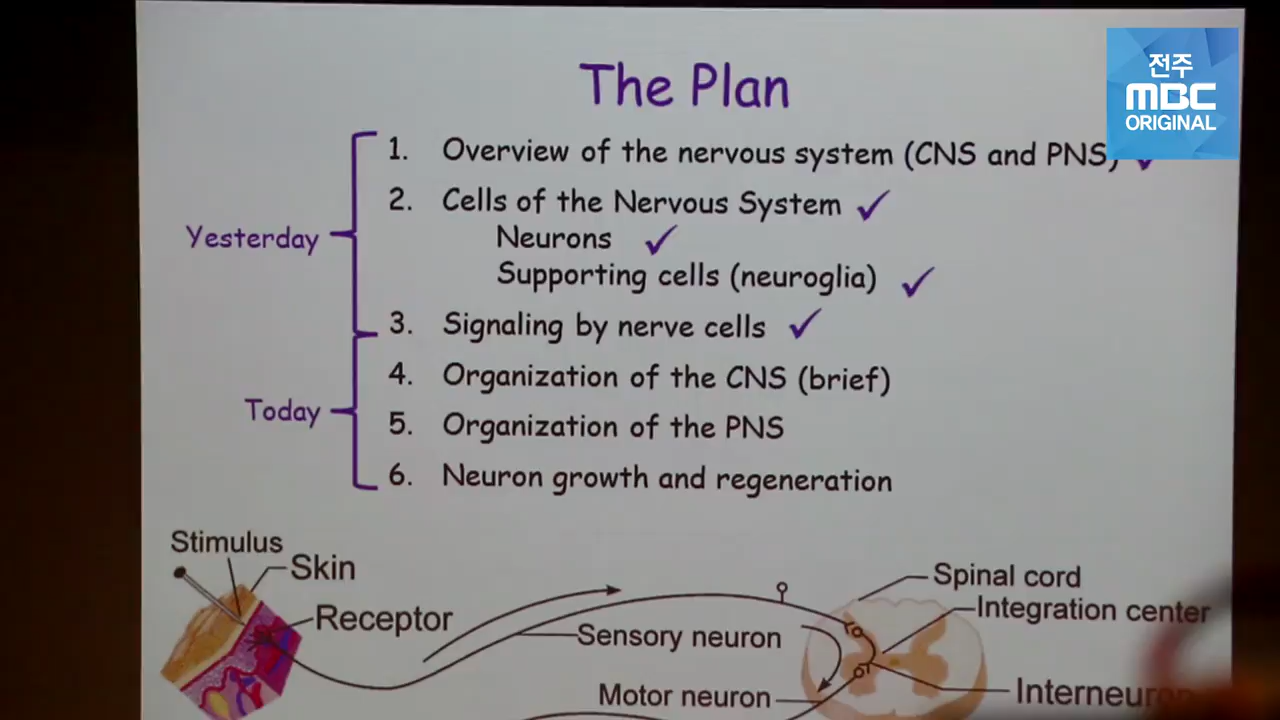 전주
MBC
ORIGINAL
The Plan
1. Overview of the nervous system (CNS and PNS)
2. Cells of the Nervous System
Neurons
Supporting cells (neuroglia)
Yesterday
3. Signaling by nerve cells
4. Organization of the CNS (brief)
Today
5. Organization of the PNS
6. Neuron growth and regeneration
Stimulus
Skin
Receptor
Sensory neuron
Motor neuron
Spinal cord
Integration center
Interneuron